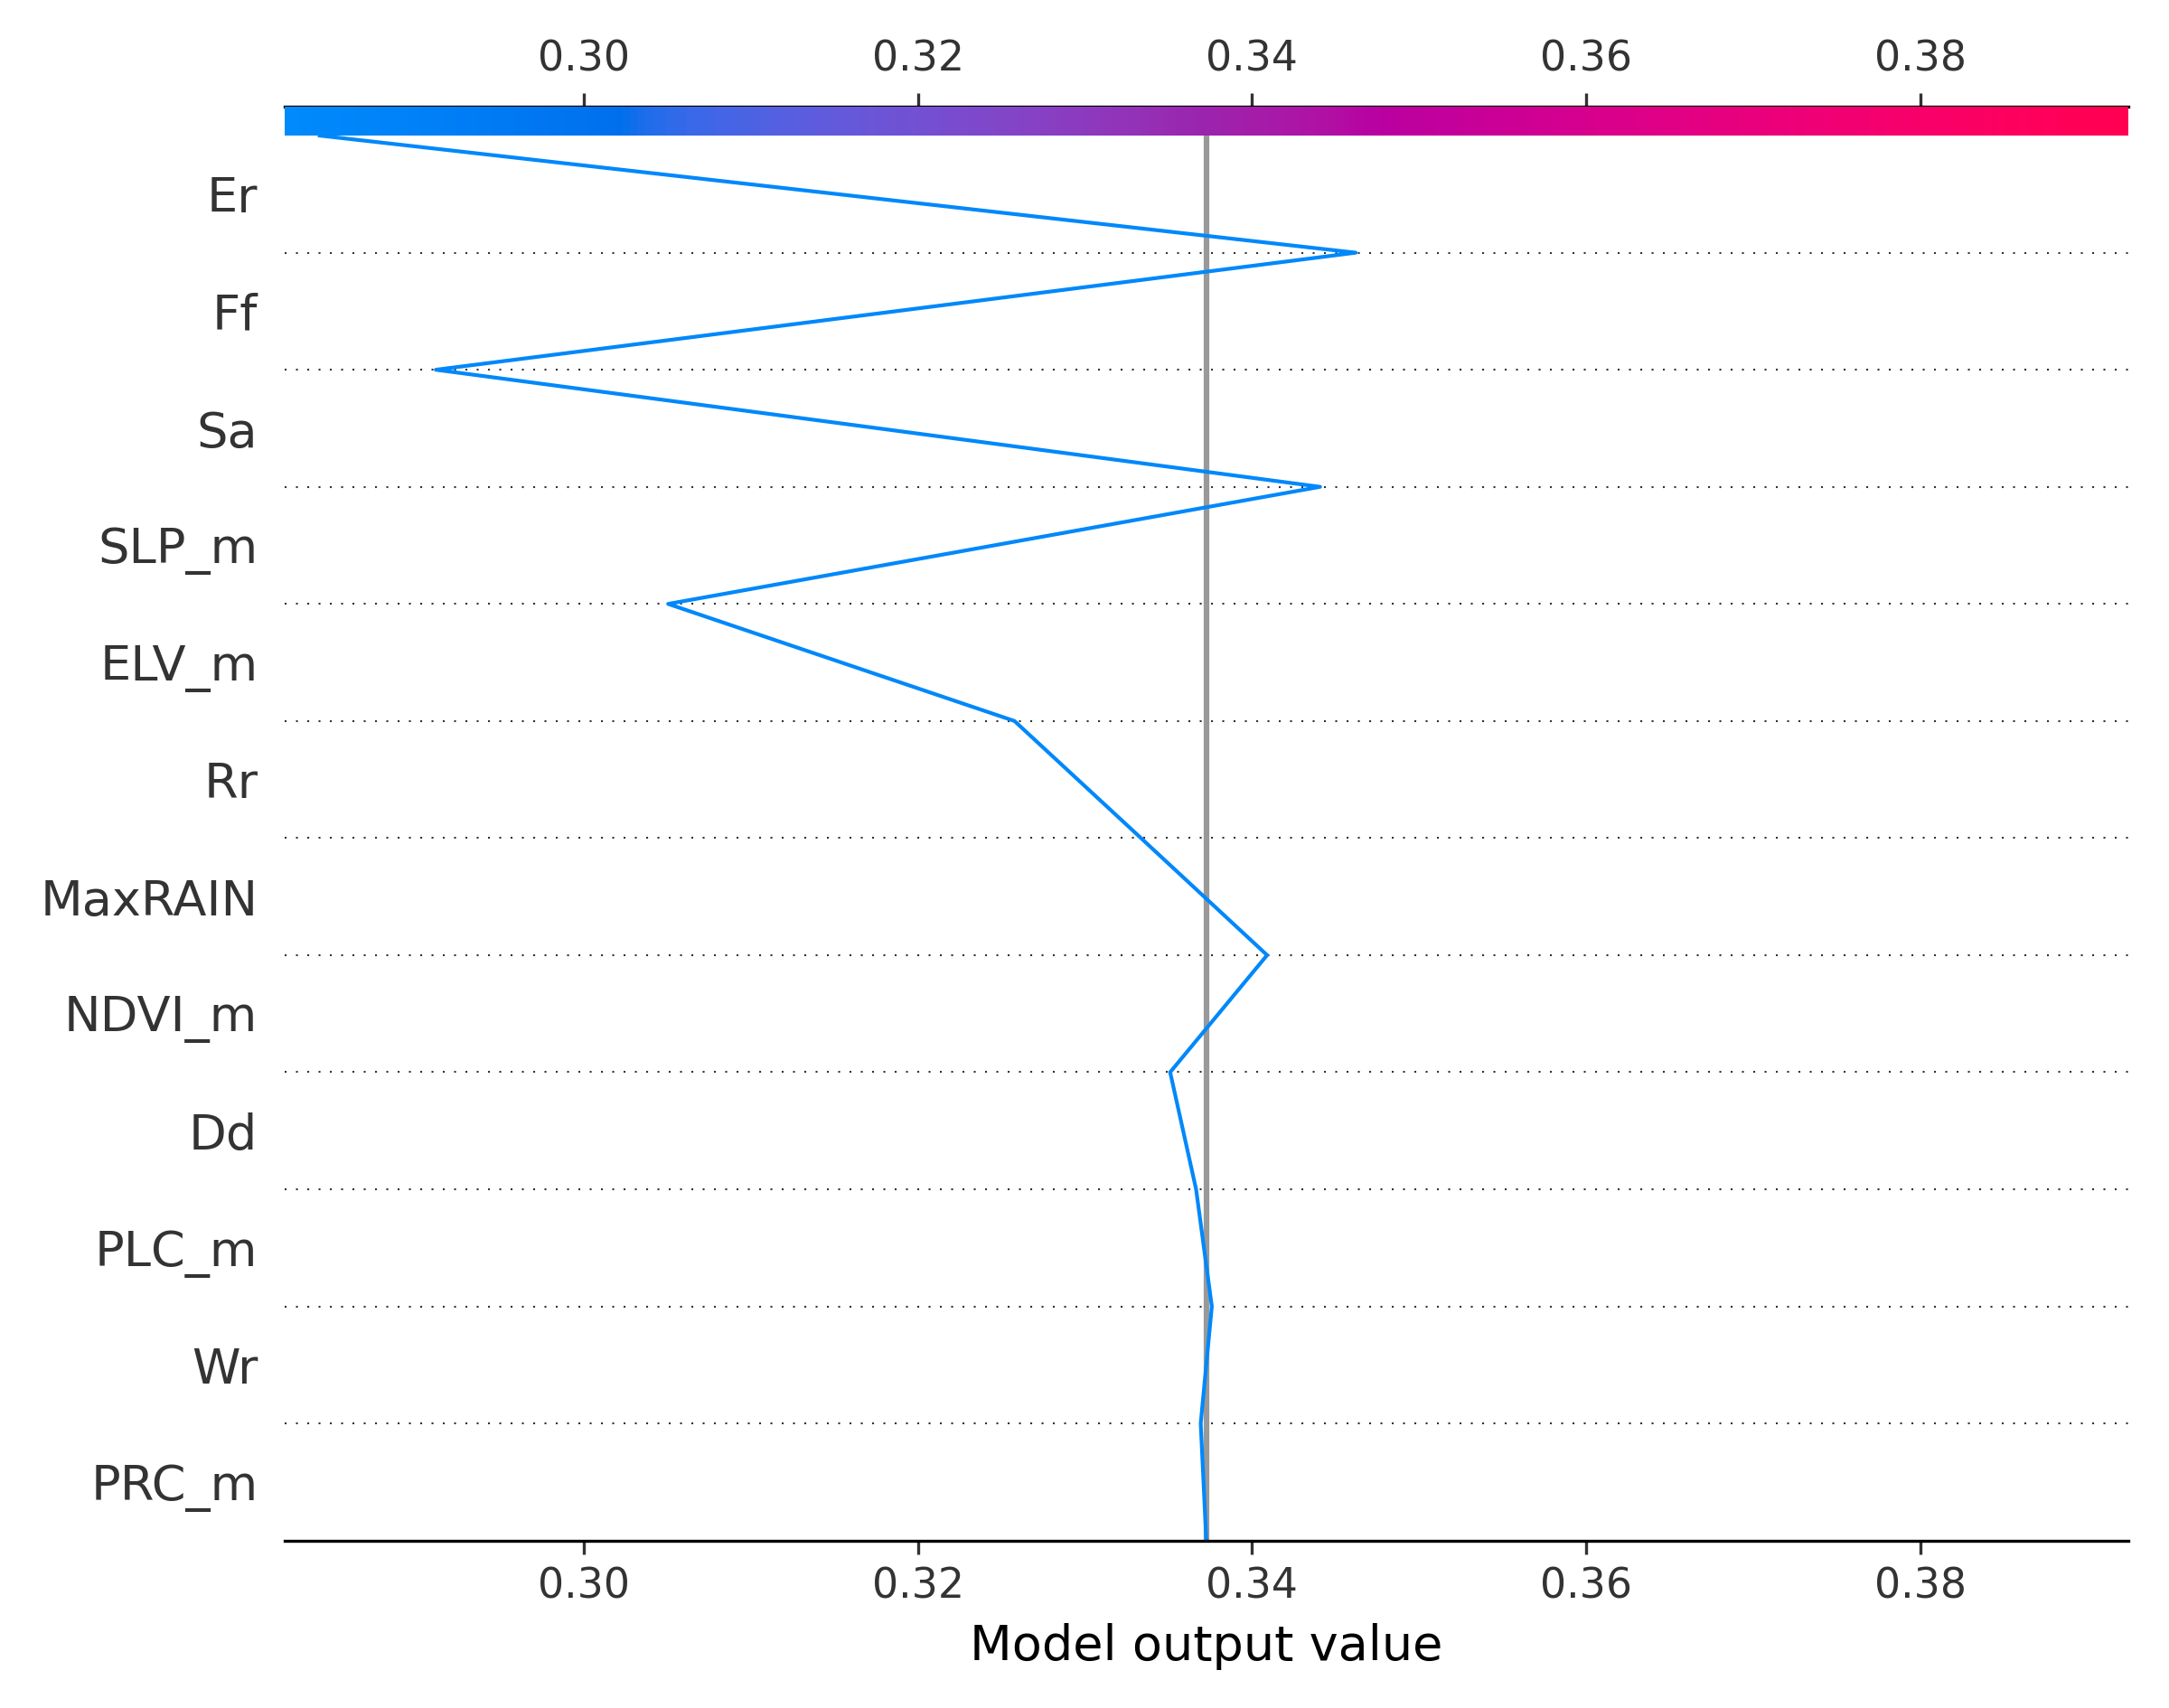 0.30 0.32 0.34 0.36 0.38
Er
Ff
Sa
SLP_m
ELV_m
Rr
MaxRAIN
NDVI_m
Dd
PLC_m
Wr
PRC_m
0.30 0.32 0.34 0.36 0.38
Model output value